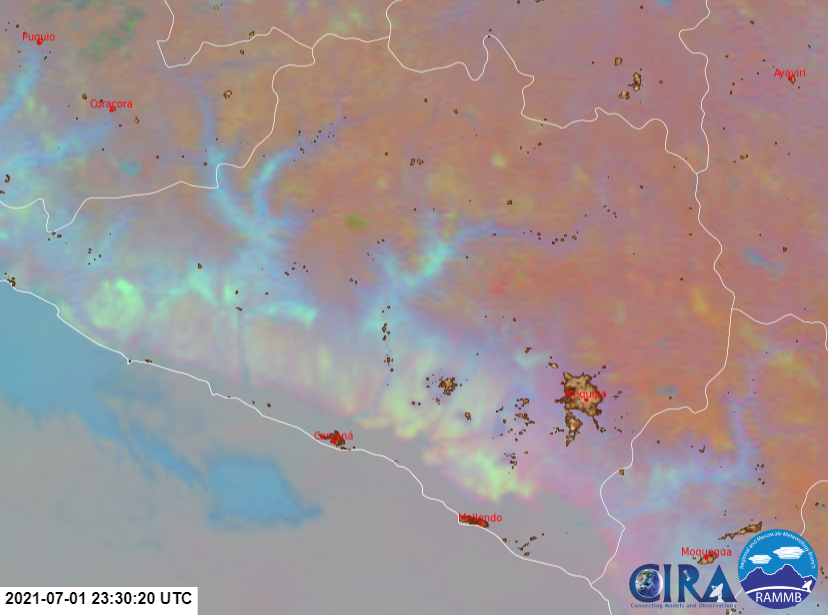 Puquio
Ayaviri
Coracora
Arequipa
Camaná
Mollendo
Moquegua
Regional and Mesoscale Meteorology Branch
CIRA
RAMMB
Connecting Models and Observations
2021-07-01 23:30:20 UTC